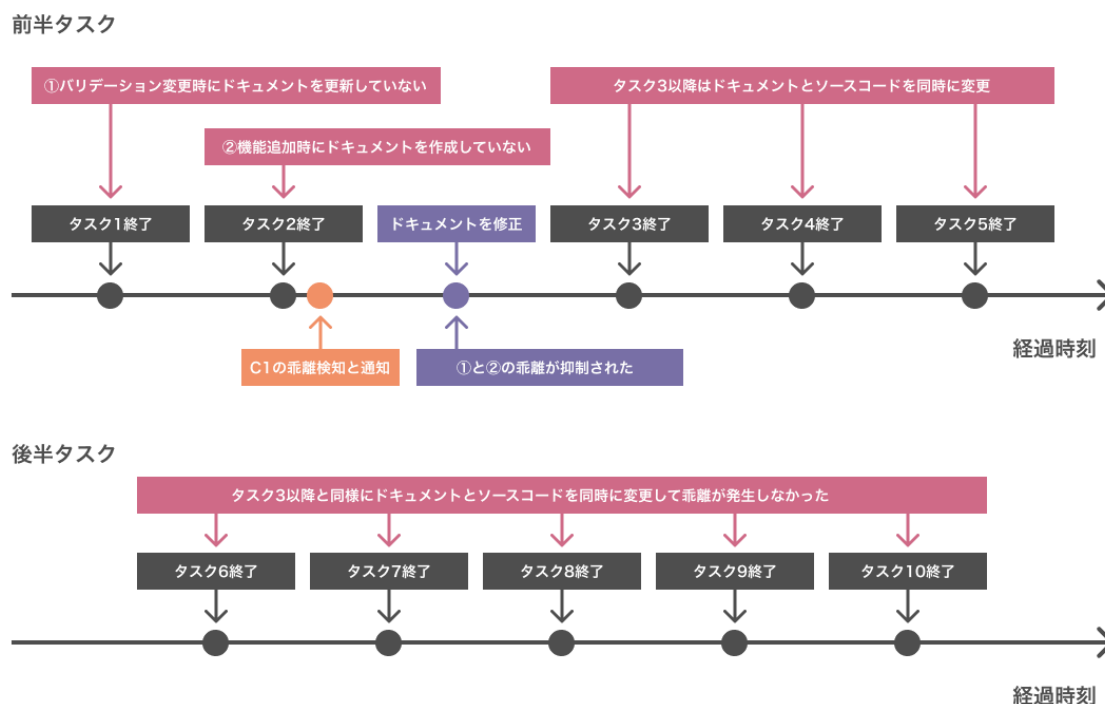 前半タスク
①バリデーション変更時にドキュメントを更新していない
タスク3以降はドキュメントとソースコードを同時に変更
②機能追加時にドキュメントを作成していない
タスク1終了
タスク2終了
ドキュメントを修正
タスク3終了
タスク4終了
タスク5終了
経過時刻
C1の乖離検知と通知
①と②の乖離が抑制された
後半タスク
タスク3以降と同様にドキュメントとソースコードを同時に変更して乖離が発生しなかった
タスク6終了
タスク7終了
タスク8終了
タスク9終了
タスク10終了
経過時刻